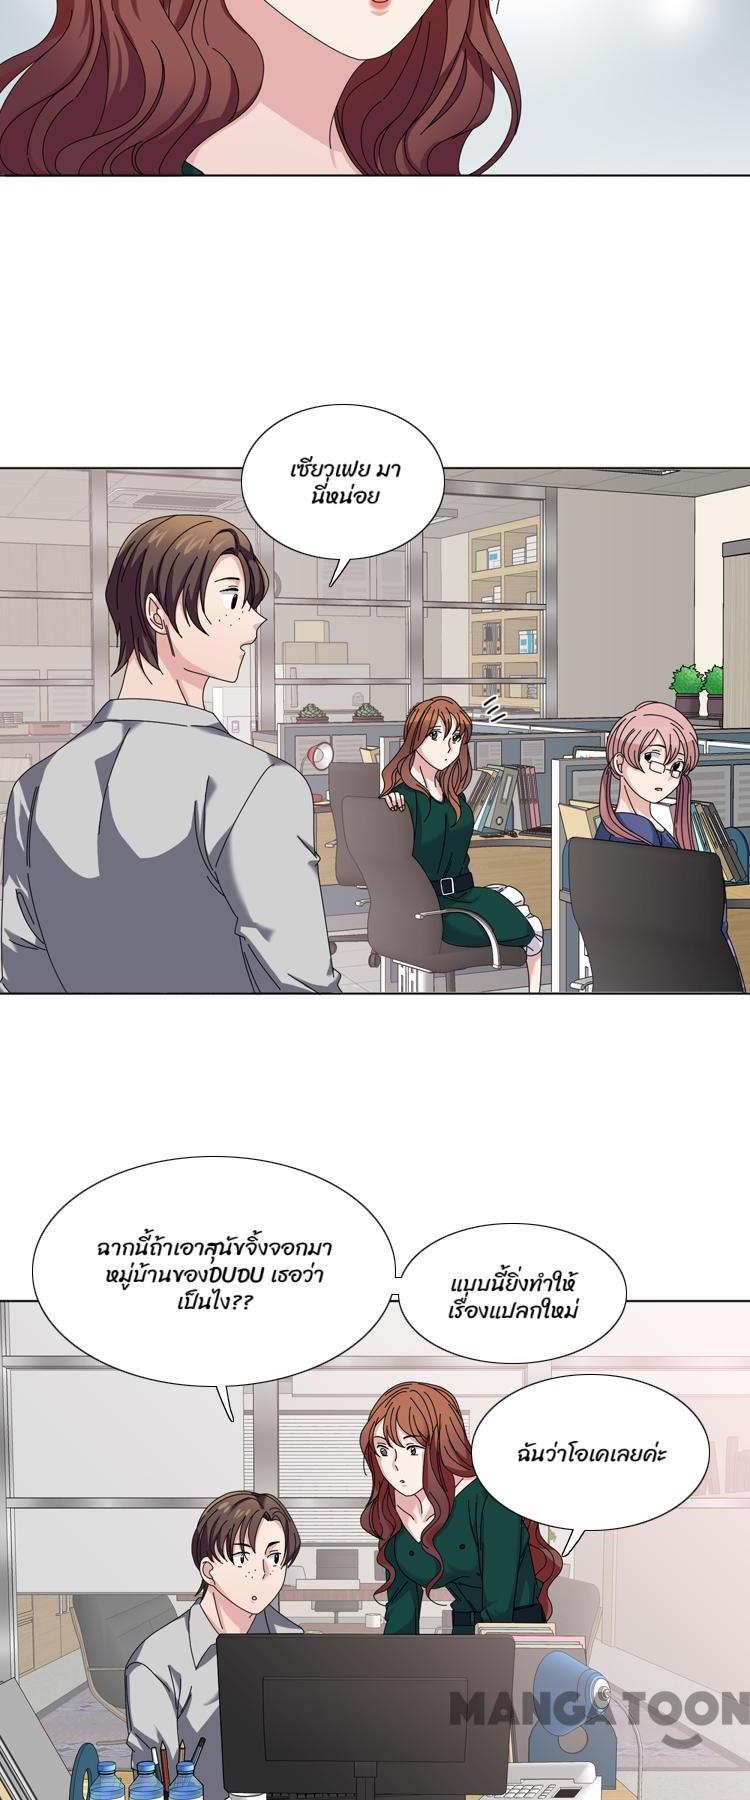 เซียวเฟย มา
นี่หน่อย
ฉากนี้ถ้าเอาสุนัขจิ้งจอกมา
หมู่บ้านของDUDU เธอว่า
เป็นไง??
แบบนี้ยิ่งทำให้
เรื่องแปลกใหม่
ฉันว่าโอเคเลยค่ะ
MANGATOON